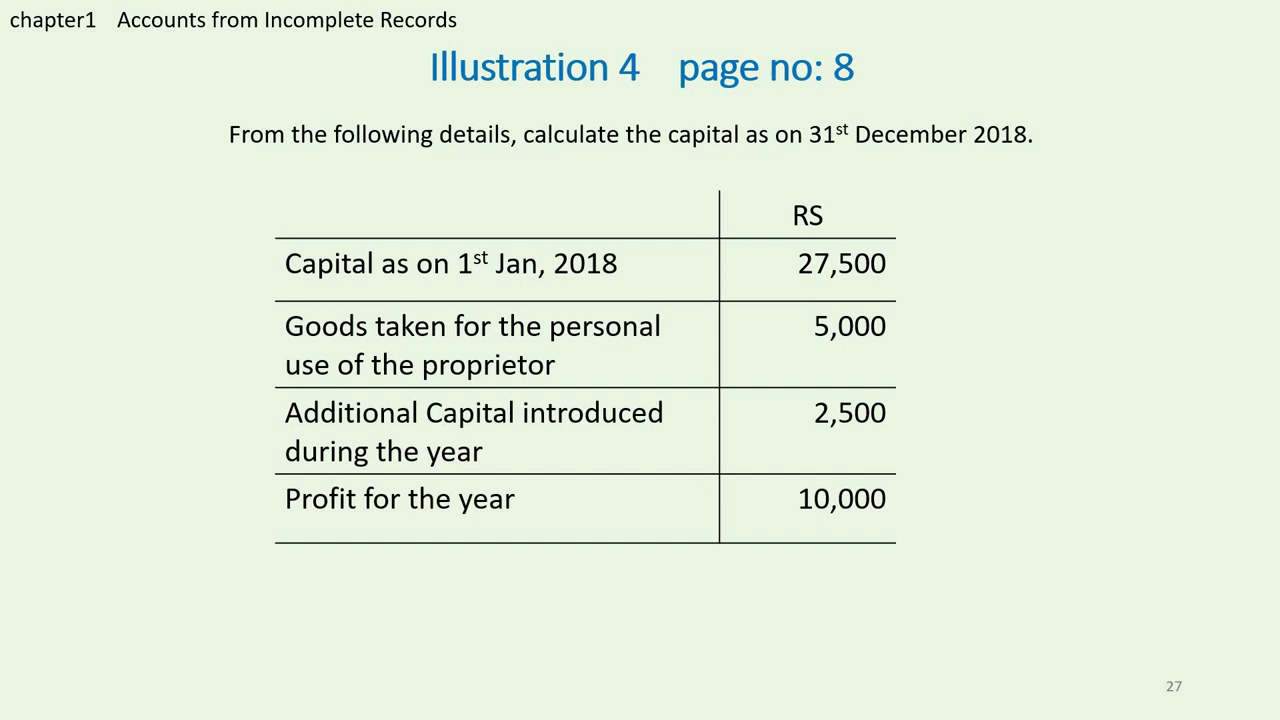 chapter1 Accounts from Incomplete Records
Illustration 4 page no: 8
From the following details, calculate the capital as on 31st December 2018.
RS
Capital as on 1st Jan, 2018 27,500
Goods taken for the personal 5,000
use of the proprietor
Additional Capital introduced 2,500
during the year
Profit for the year 10,000
27